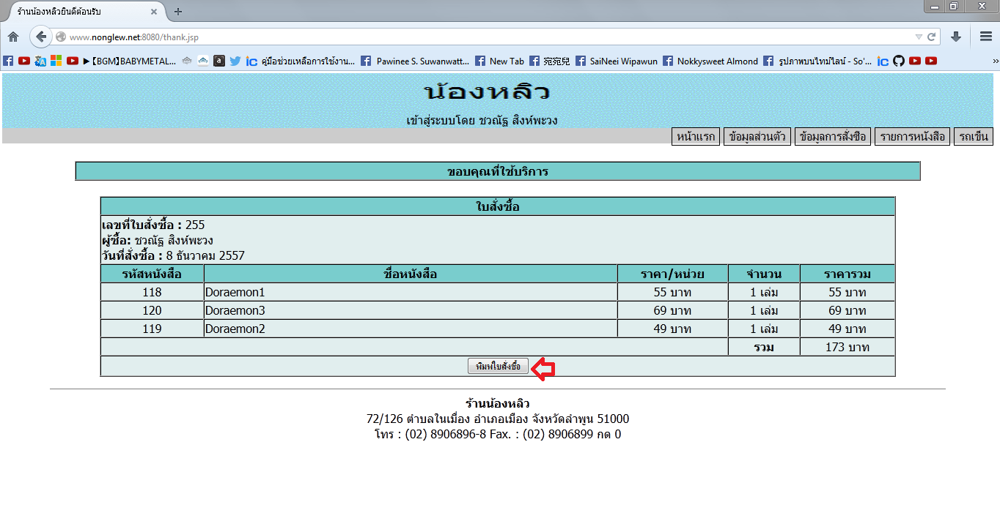 ร้านน้องหลิวยินดีต้อนรับ
www.nonglew.net:8080/thank.jsp
【BGM】BABYMETAL... a คู่มือช่วยเหลือการใช้งาน... Pawinee S. Suwanwatt... New Tab 宛宛兒 SaiNeei Wipawun Nokkysweet Almond รูปภาพบนไทม์ไลน์ - So'...
น้องหลิว
เข้าสู่ระบบโดย ชวณัฐ สิงห์พะวง
หน้าแรก ข้อมูลส่วนตัว ข้อมูลการสั่งซือ รายการหนังสือ รถเข็น
ขอบคุณที่ใช้บริการ
ใบสั่งซื้อ
เลขที่ใบสั่งซื้อ : 255
ผู้ซื้อ: ชวณัฐ สิงห์พะวง
วันที่สั่งซื้อ : 8 ธันวาคม 2557
รหัสหนังสือ ชื่อหนังสือ ราคา/หน่วย จำนวน ราคารวม
118 Doraemon1 55 บาท 1 เล่ม 55 บาท
120 Doraemon3 69 บาท 1 เล่ม 69 บาท
119 Doraemon2 49 บาท 1 เล่ม 49 บาท
รวม 173 บาท
พิมพ์ใบสั่งซื้อ
ร้านน้องหลิว
72/126 ตำบลในเมือง อำเภอเมือง จังหวัดลำพูน 51000
โทร : (02) 8906896-8 Fax. : (02) 8906899 กด 0